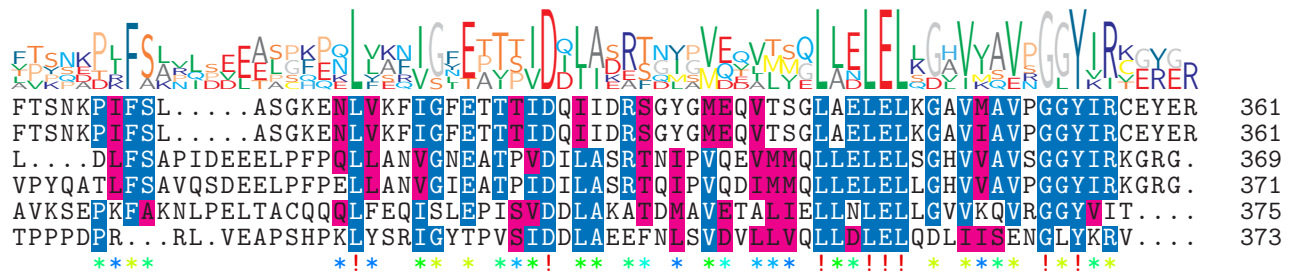 FTSNKPIFSL.....ASGKENLVKFIGFETTTIDQIIDRSGYGMEQVTSGLAELELKGAVMAVPGGYIRCEYER 361
FTSNKPIFSL.....ASGKENLVKFIGFETTTIDQIIDRSGYGMEQVTSGLAELELKGAVIAVPGGYIRCEYER 361
L....DLFSAPIDEEELPFPQLLANVGNEATPVDILASRTNIPVQEVMMQLLELELSGHVVAVSGGYIRKGRG. 369
VPYQATLFSAVQSDEELPFPELLANVGIEATPIDILASRTQIPVQDIMMQLLELELLGHVVAVPGGYIRKGRG. 371
AVKSEPKFAKNLPELTACQQQLFEQISLEPISVDDLAKATDMAVETALIELLNLELLGVVKQVRGGYVIT.... 375
TPPPDPR...RL.VEAPSHPKLYSRIGYTPVSIDDLAEEFNLSVDVLLVQLLDLELQDLIISENGLYKRV.... 373
**** *!* ** * ***! ** ** * ** *** !**!!! * **** !*!**